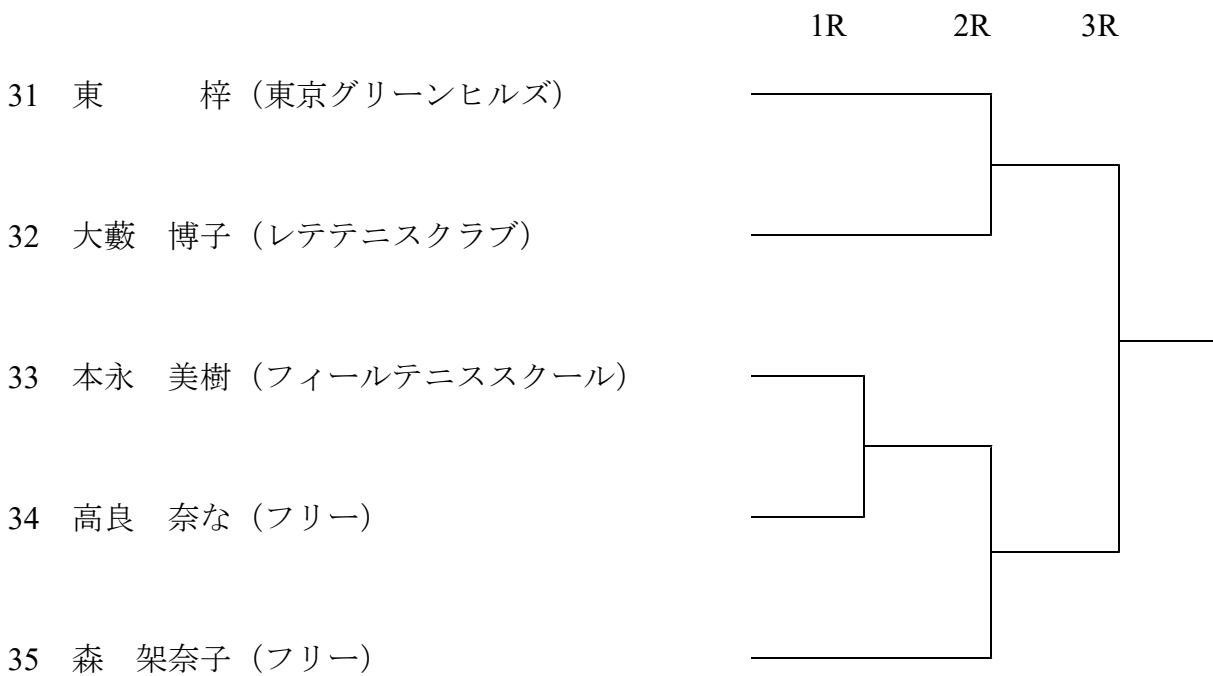 1R 2R 3R
31 東　　　梓（東京グリーンヒルズ）
32 大藪　博子（レテテニスクラブ）
33 本永　美樹（フィールテニススクール）
34 高良　奈な（フリー）
35 森　架奈子（フリー）